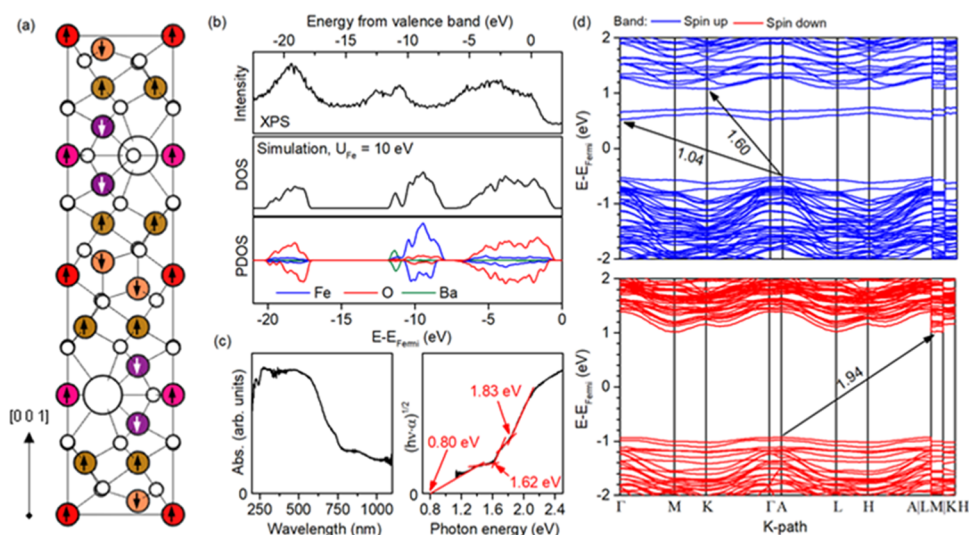 (a)
[0 0 1]
(b)
Energy from valence band (eV)
-20 -15 -10 -5 0
Intensity
XPS
DOS
Simulation, U_Fe = 10 eV
PDOS
Fe O Ba
-20 -15 -10 -5 0
E-E_Fermi (eV)
(c)
Abs. (arb. units)
0
250 500 750 1000
Wavelength (nm)
(hν·α)^1/2
1.83 eV
0.80 eV
1.62 eV
0.8 1.2 1.6 2.0 2.4
Photon energy (eV)
(d)
Band: Spin up Spin down
E-E_Fermi (eV)
2
1
0
-1
-2
1.60
1.04
E-E_Fermi (eV)
2
1
0
-1
-2
1.94
Γ M K Γ A L H A|L M|K H
K-path